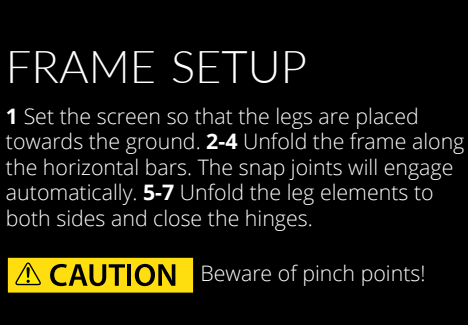 FRAME SETUP
1 Set the screen so that the legs are placed
towards the ground. 2-4 Unfold the frame along
the horizontal bars. The snap joints will engage
automatically. 5-7 Unfold the leg elements to
both sides and close the hinges.
⚠ CAUTION Beware of pinch points!